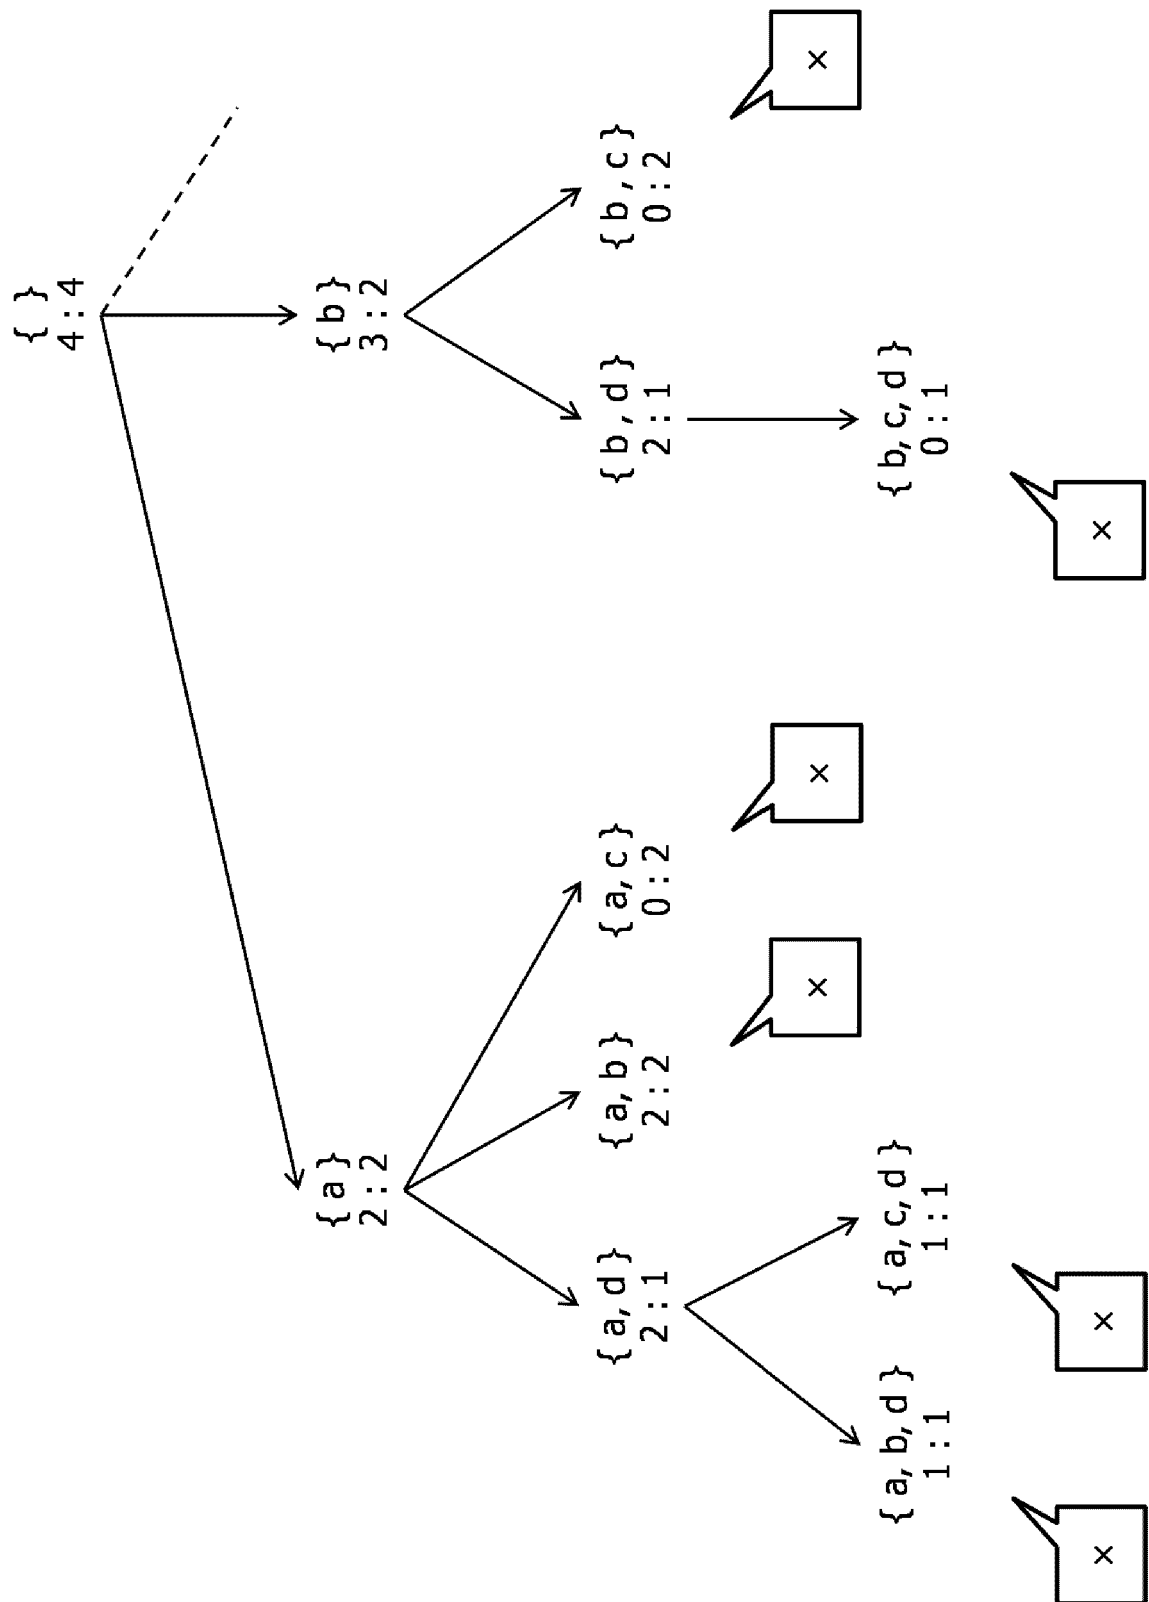 { }
4:4
{a}
2:2
{b}
3:2
{a,d}
2:1
{a,b}
2:2
{a,c}
0:2
{b,d}
2:1
{b,c}
0:2
×
×
×
{a,b,d}
1:1
{a,c,d}
1:1
{b,c,d}
0:1
×
×
×